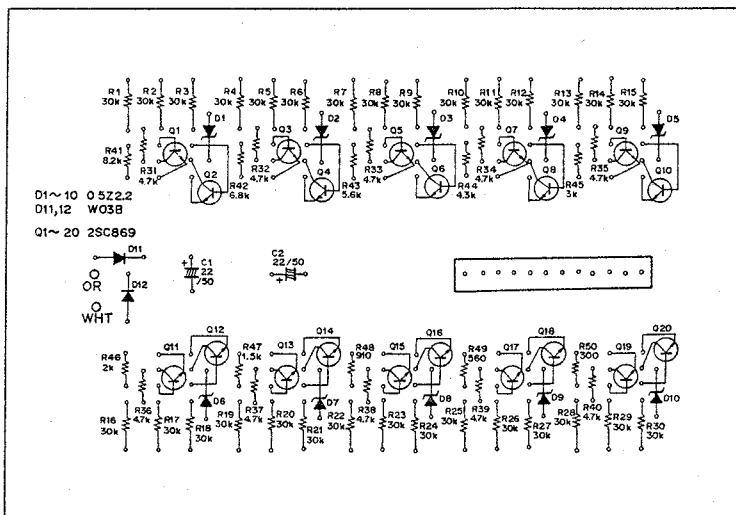 R1 R2 R3 R4 R5 R6 R7 R8 R9 R10 R11 R12 R13 R14 R15
30k 30k 30k 30k 30k 30k 30k 30k 30k 30k 30k 30k 30k 30k 30k
D1 D2 D3 D4 D5
Q1 Q3 Q5 Q7 Q9
R41 8.2k
R31 4.7k
Q2
R42 6.8k
R32 4.7k
Q4
R43 5.6k
R33 4.7k
Q6
R44 4.3k
R34 4.7k
Q8
R45 3k
R35 4.7k
Q10
D1~10 05Z2.2
D11,12 W03B
Q1~20 2SC869
D11
OR
D12
WHT
C1
22
/50
C2
22/50
Q12 Q14 Q16 Q18 Q20
Q11 Q13 Q15 Q17 Q19
R46 2k
R47 1.5k
R48 910
R49 560
R50 300
D6 D7 D8 D9 D10
R36 4.7k
R37 4.7k
R38 4.7k
R39 4.7k
R40 4.7k
R16 R17 R18 R19 R20 R21 R22 R23 R24 R25 R26 R27 R28 R29 R30
30k 30k 30k 30k 30k 30k 30k 30k 30k 30k 30k 30k 30k 30k 30k